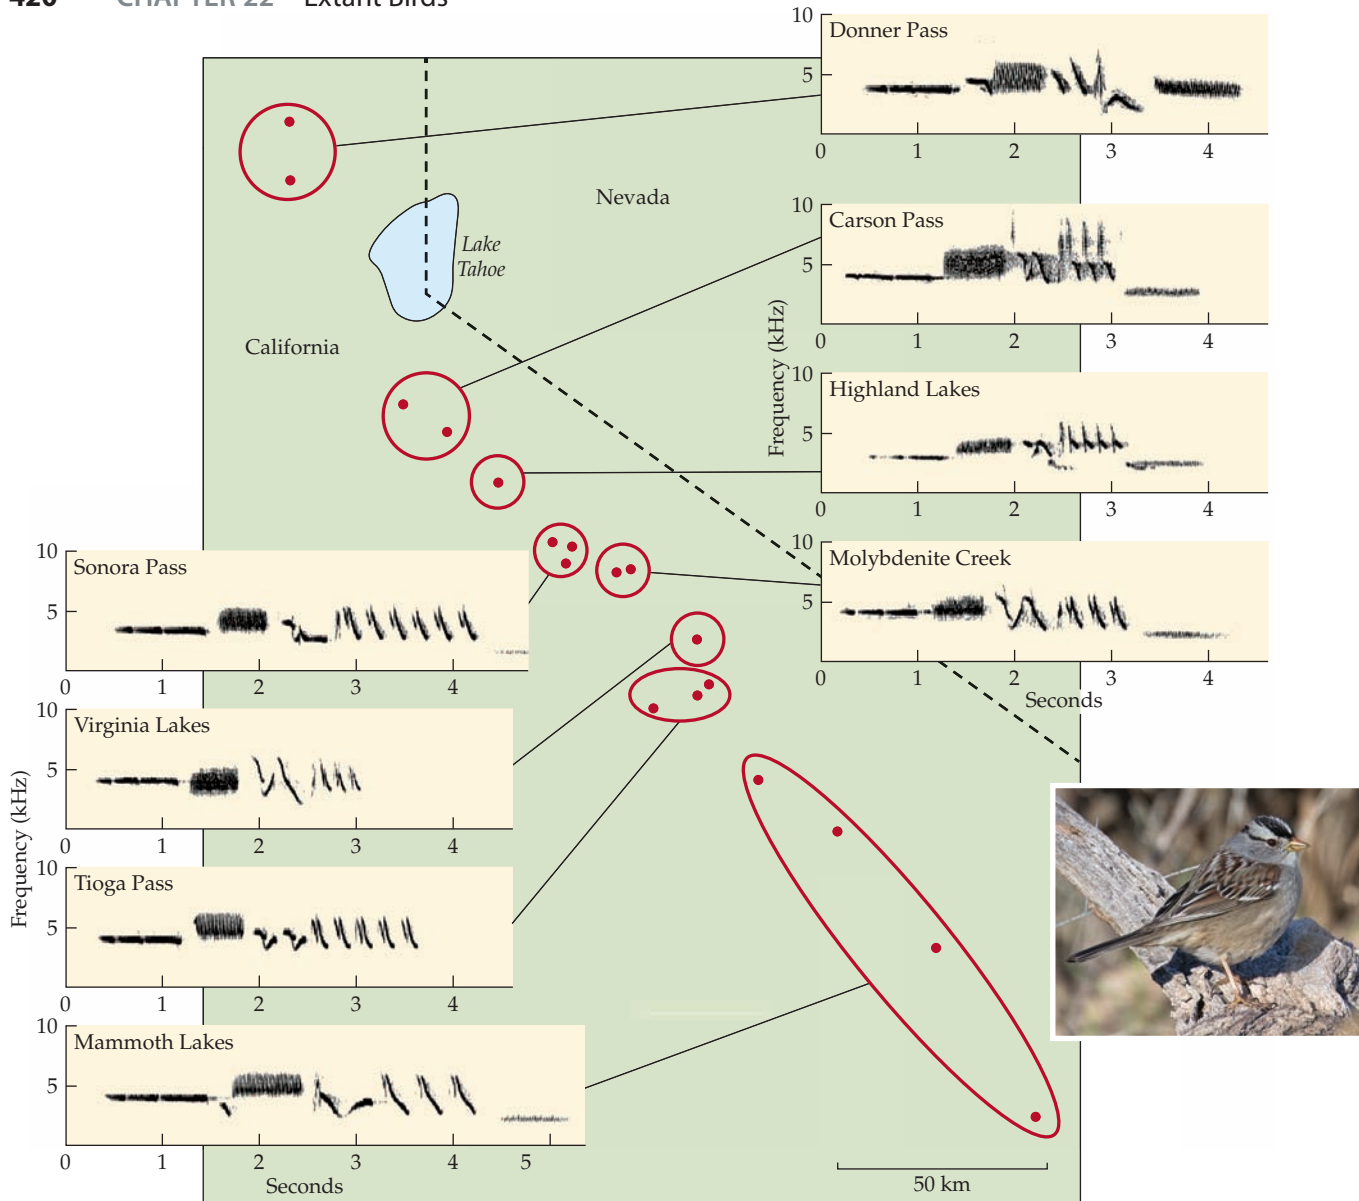 420 CHAPTER 22 Extant Birds
Donner Pass
10
5
0 1 2 3 4
Carson Pass
10
5
0 1 2 3 4
Highland Lakes
10
5
0 1 2 3 4
Molybdenite Creek
10
5
0 1 2 3 4
Seconds
Frequency (kHz)
Nevada
Lake
Tahoe
California
Sonora Pass
10
5
0 1 2 3 4
Virginia Lakes
10
5
0 1 2 3 4
Tioga Pass
10
5
0 1 2 3 4
Mammoth Lakes
10
5
0 1 2 3 4 5
Seconds
Frequency (kHz)
50 km